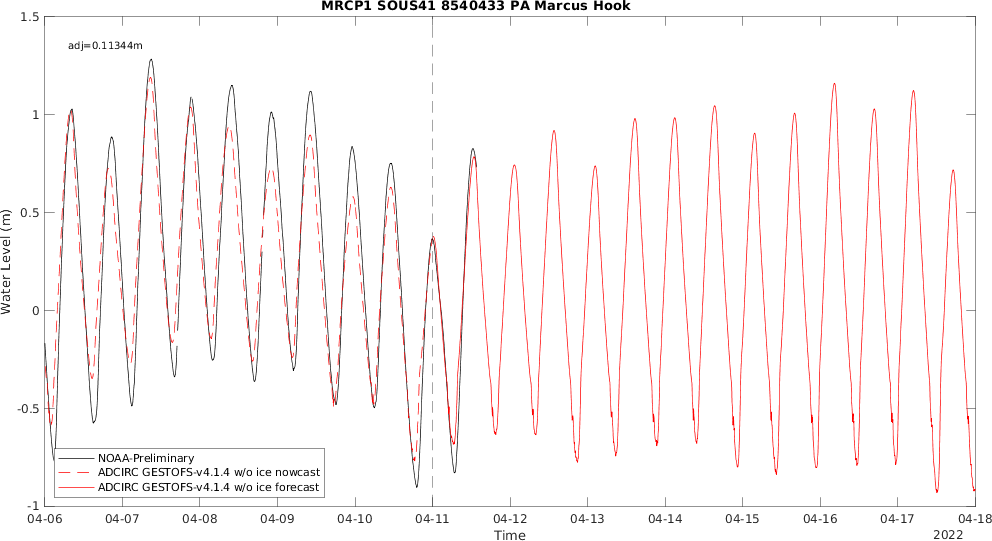 MRCP1 SOUS41 8540433 PA Marcus Hook
adj=0.11344m
1.5
1
0.5
0
-0.5
-1
Water Level (m)
NOAA-Preliminary
ADCIRC GESTOFS-v4.1.4 w/o ice nowcast
ADCIRC GESTOFS-v4.1.4 w/o ice forecast
04-06 04-07 04-08 04-09 04-10 04-11 04-12 04-13 04-14 04-15 04-16 04-17 04-18
Time
2022